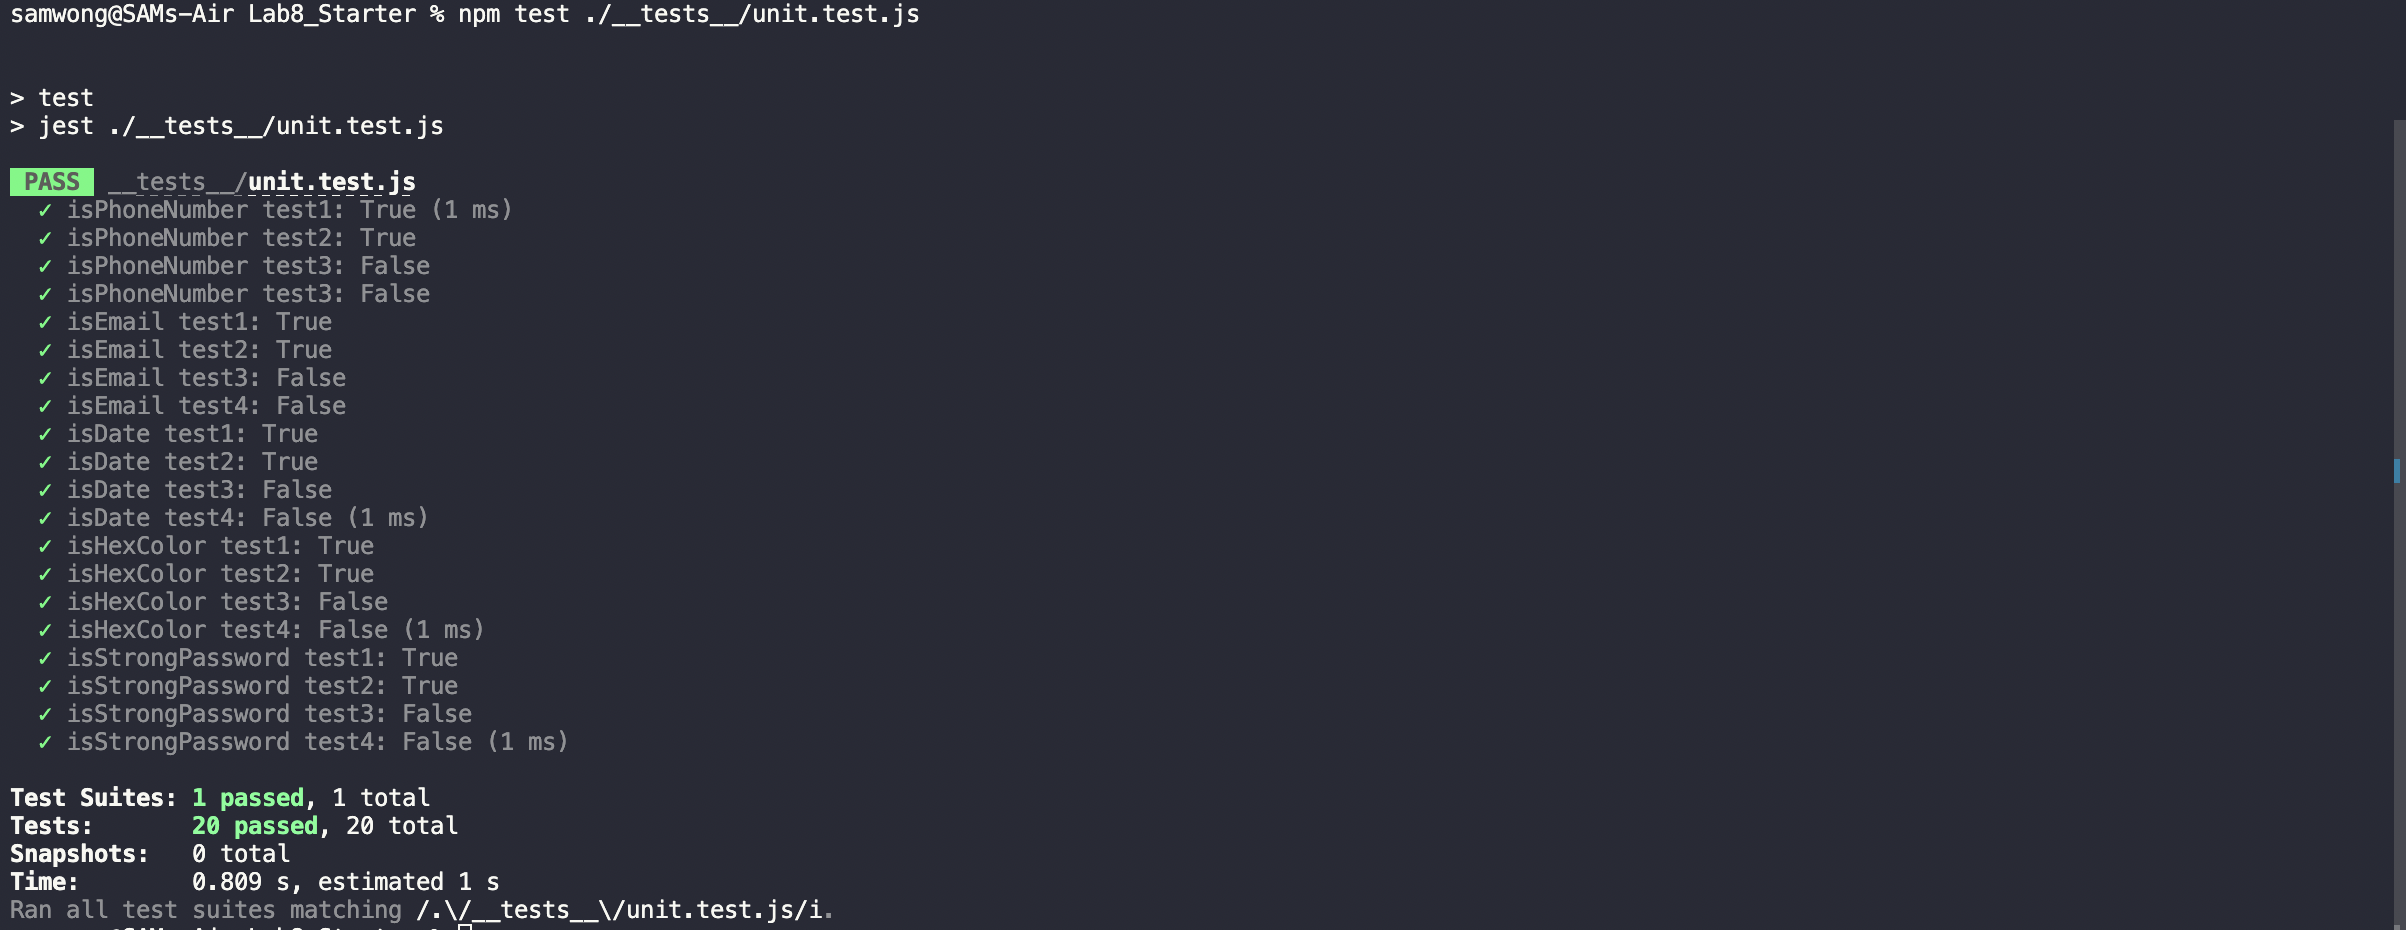 samwong@SAMs-Air Lab8_Starter % npm test ./__tests__/unit.test.js
> test
> jest ./__tests__/unit.test.js
PASS __tests__/unit.test.js
✓ isPhoneNumber test1: True (1 ms)
✓ isPhoneNumber test2: True
✓ isPhoneNumber test3: False
✓ isPhoneNumber test3: False
✓ isEmail test1: True
✓ isEmail test2: True
✓ isEmail test3: False
✓ isEmail test4: False
✓ isDate test1: True
✓ isDate test2: True
✓ isDate test3: False
✓ isDate test4: False (1 ms)
✓ isHexColor test1: True
✓ isHexColor test2: True
✓ isHexColor test3: False
✓ isHexColor test4: False (1 ms)
✓ isStrongPassword test1: True
✓ isStrongPassword test2: True
✓ isStrongPassword test3: False
✓ isStrongPassword test4: False (1 ms)
Test Suites: 1 passed, 1 total
Tests: 20 passed, 20 total
Snapshots: 0 total
Time: 0.809 s, estimated 1 s
Ran all test suites matching /.\/__tests__\/unit.test.js/i.